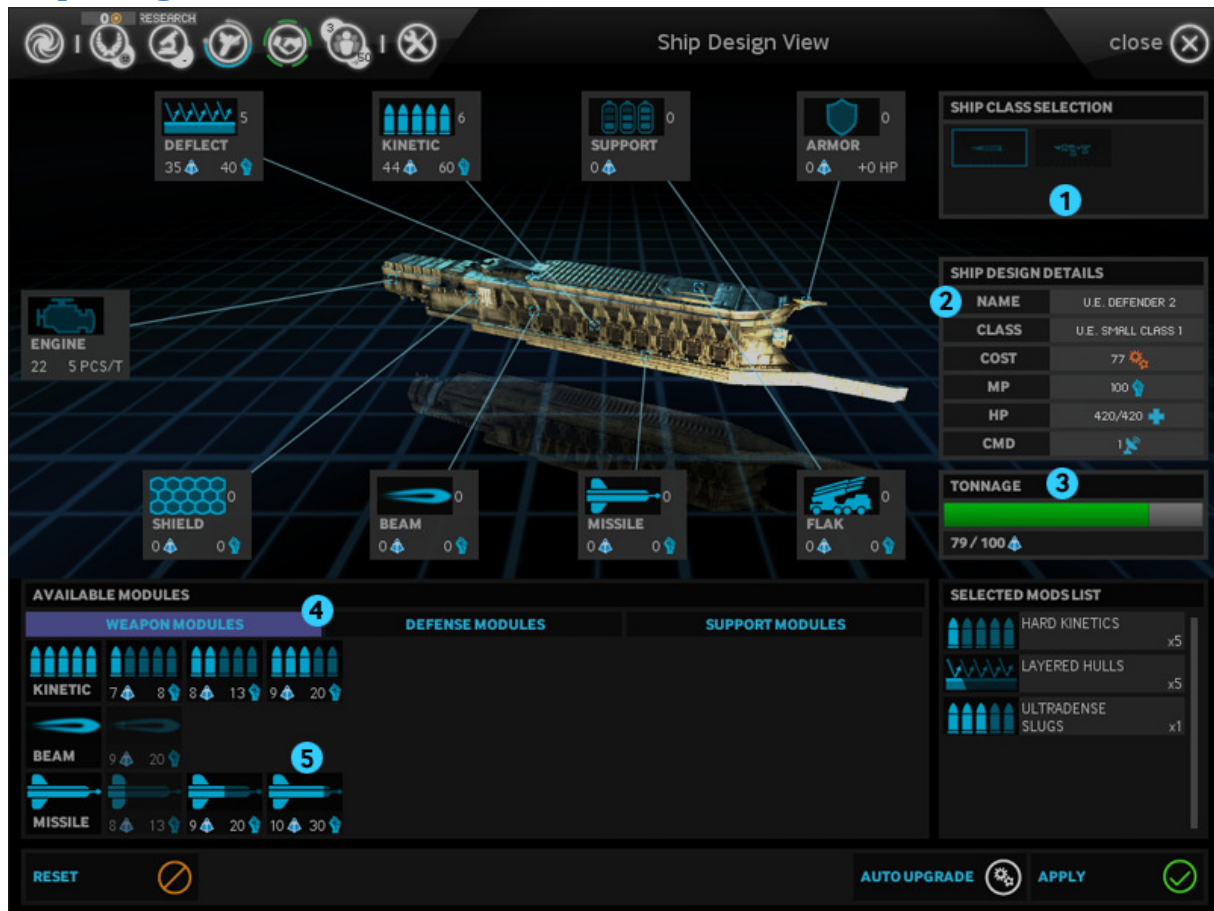 0
RESEARCH
3
50
Ship Design View
close
5
DEFLECT
35 40
6
KINETIC
44 60
0
SUPPORT
0
0
ARMOR
0 +0 HP
SHIP CLASS SELECTION
1
ENGINE
22 5 PCS/T
SHIP DESIGN DETAILS
2
NAME U.E. DEFENDER 2
CLASS U.E. SMALL CLASS 1
COST 77
MP 100
HP 420/420
CMD 1
0
SHIELD
0 0
0
BEAM
0 0
0
MISSILE
0 0
0
FLAK
0 0
TONNAGE 3
79 / 100
AVAILABLE MODULES
4
WEAPON MODULES DEFENSE MODULES SUPPORT MODULES
KINETIC 7 8 8 13 9 20
BEAM 9 20
5
MISSILE 8 13 9 20 10 30
SELECTED MODS LIST
HARD KINETICS
x5
LAYERED HULLS
x5
ULTRADENSE
SLUGS x1
RESET
AUTO UPGRADE
APPLY